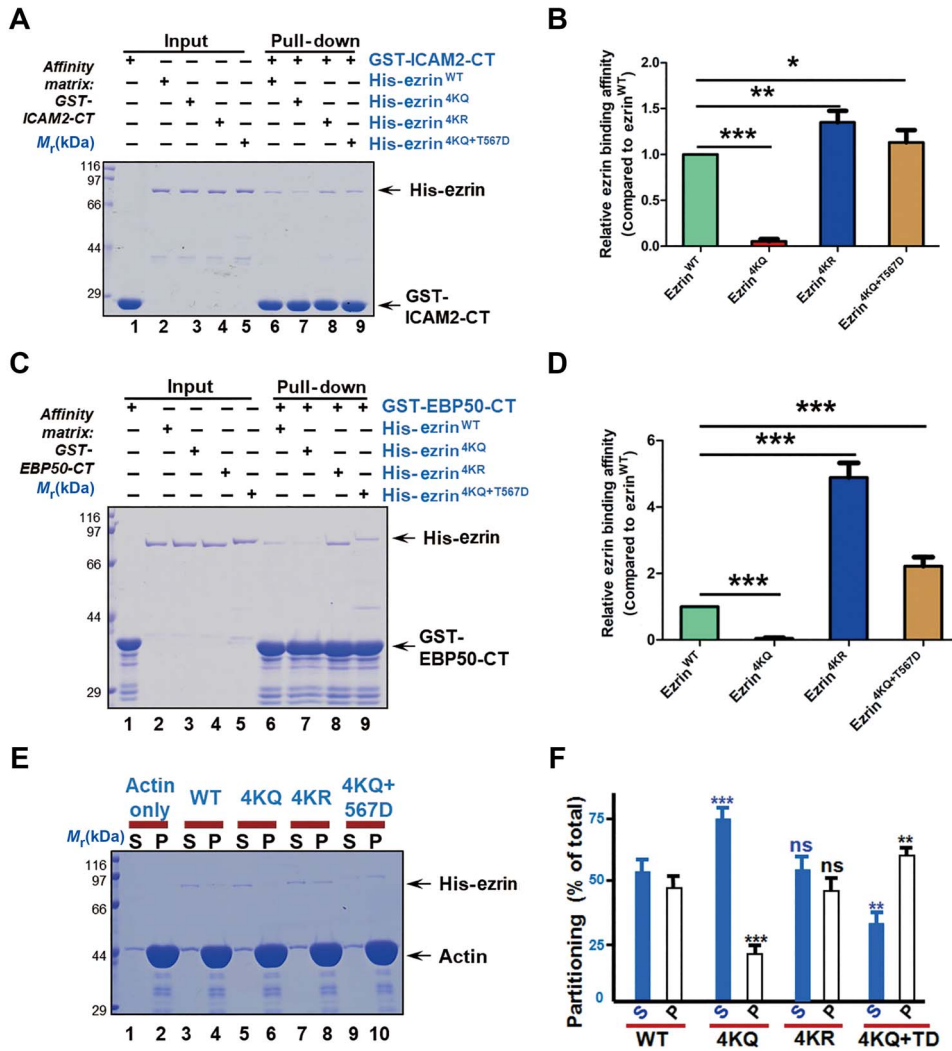 A
Input
Pull-down
Affinity
matrix:
GST-
ICAM2-CT
Mr(kDa)
+ – – – – + + + + GST-ICAM2-CT
– + – – – + – – – His-ezrin^WT
– – + – – – + – – His-ezrin^4KQ
– – – + – – – + – His-ezrin^4KR
– – – – + – – – + His-ezrin^4KQ+T567D
116
97
66
44
29
His-ezrin
GST-
ICAM2-CT
1 2 3 4 5 6 7 8 9
B
Relative ezrin binding affinity
(Compared to ezrin^WT)
2.0
1.5
1.0
0.5
0.0
*
**
***
Ezrin^WT
Ezrin^4KQ
Ezrin^4KR
Ezrin^4KQ+T567D
C
Input
Pull-down
Affinity
matrix:
GST-
EBP50-CT
Mr(kDa)
+ – – – – + + + + GST-EBP50-CT
– + – – – + – – – His-ezrin^WT
– – + – – – + – – His-ezrin^4KQ
– – – + – – – + – His-ezrin^4KR
– – – – + – – – + His-ezrin^4KQ+T567D
116
97
66
44
29
His-ezrin
GST-
EBP50-CT
1 2 3 4 5 6 7 8 9
D
Relative ezrin binding affinity
(Compared to ezrin^WT)
6
4
2
0
***
***
***
Ezrin^WT
Ezrin^4KQ
Ezrin^4KR
Ezrin^4KQ+T567D
E
Actin
only
WT
4KQ
4KR
4KQ+
567D
Mr(kDa)
S P S P S P S P S P
116
97
66
44
29
His-ezrin
Actin
1 2 3 4 5 6 7 8 9 10
F
Partitioning (% of total)
75
50
25
0
***
***
ns
ns
**
**
S P S P S P S P
WT 4KQ 4KR 4KQ+TD